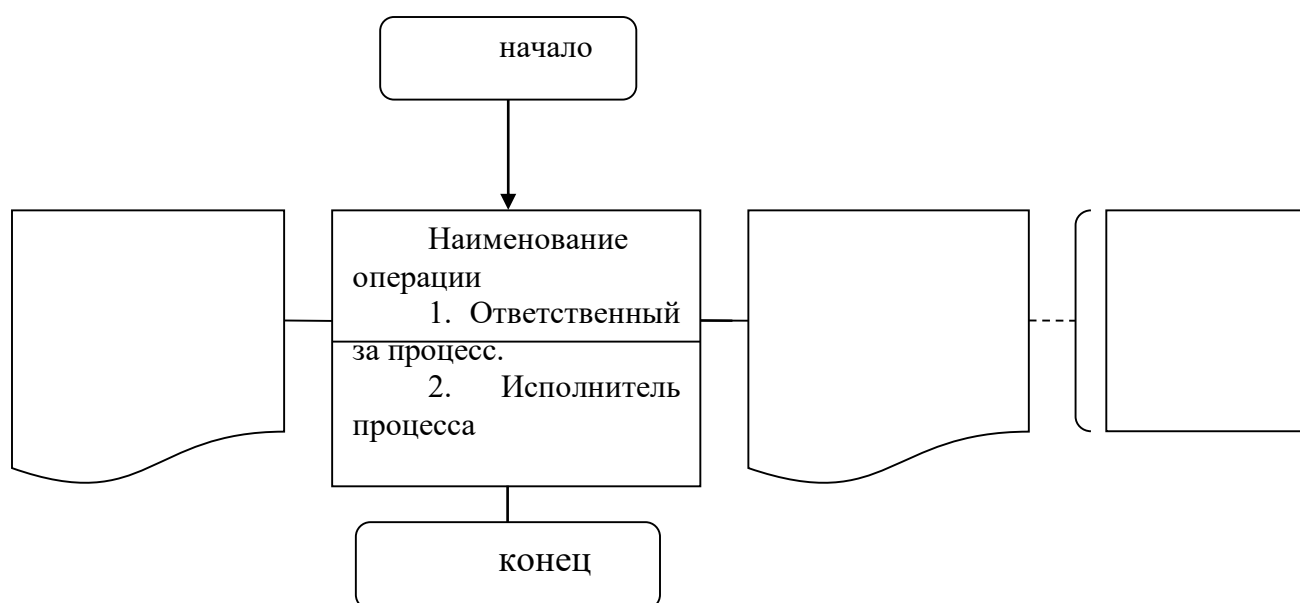 начало
Наименование
операции
1. Ответственный
за процесс.
2. Исполнитель
процесса
конец